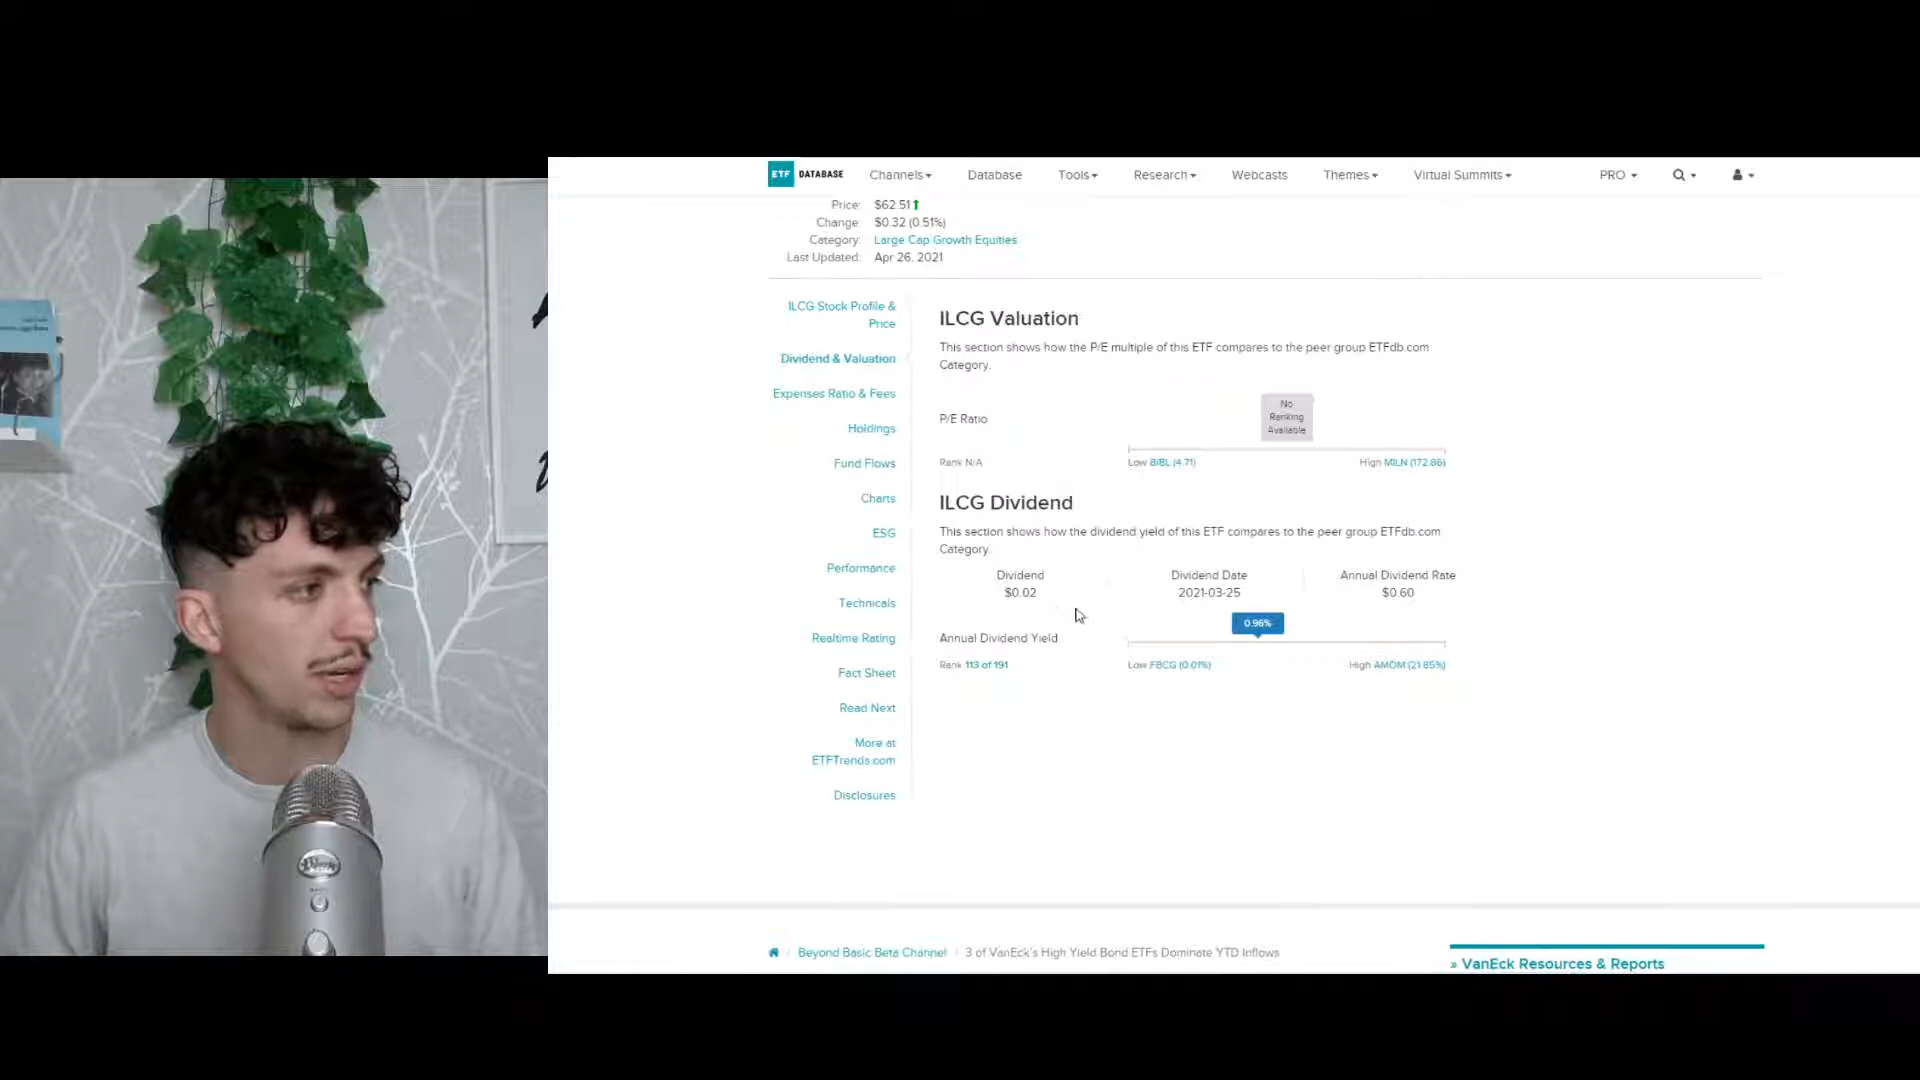 ETF DATABASE
Channels
Database
Tools
Research
Webcasts
Themes
Virtual Summits
PRO
Price: $62.51
Change: $0.32 (0.51%)
Category: Large Cap Growth Equities
Last Updated: Apr 26, 2021
ILCG Stock Profile &
Price
Dividend & Valuation
Expenses Ratio & Fees
Holdings
Fund Flows
Charts
ESG
Performance
Technicals
Realtime Rating
Fact Sheet
Read Next
More at
ETFTrends.com
Disclosures
ILCG Valuation
This section shows how the P/E multiple of this ETF compares to the peer group ETFdb.com
Category.
No
Ranking
Available
P/E Ratio
Rank N/A
Low BIBL (4.71)
High MILN (172.86)
ILCG Dividend
This section shows how the dividend yield of this ETF compares to the peer group ETFdb.com
Category.
Dividend
$0.02
Dividend Date
2021-03-25
Annual Dividend Rate
$0.60
0.96%
Annual Dividend Yield
Rank 113 of 191
Low FBCG (0.01%)
High AMOM (21.85%)
/ Beyond Basic Beta Channel / 3 of VanEck's High Yield Bond ETFs Dominate YTD Inflows
» VanEck Resources & Reports